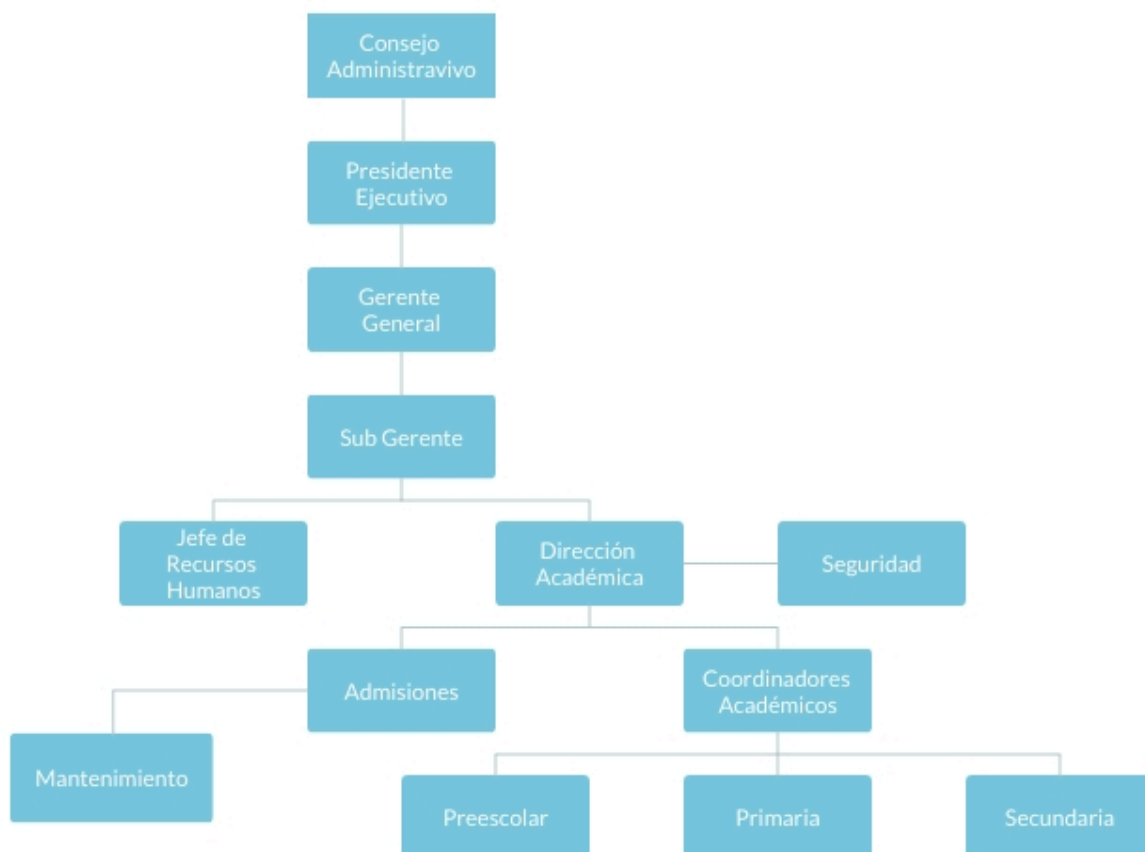 Consejo
Administravivo
Presidente
Ejecutivo
Gerente
General
Sub Gerente
Jefe de
Recursos
Humanos
Dirección
Académica
Seguridad
Admisiones
Coordinadores
Académicos
Mantenimiento
Preescolar
Primaria
Secundaria